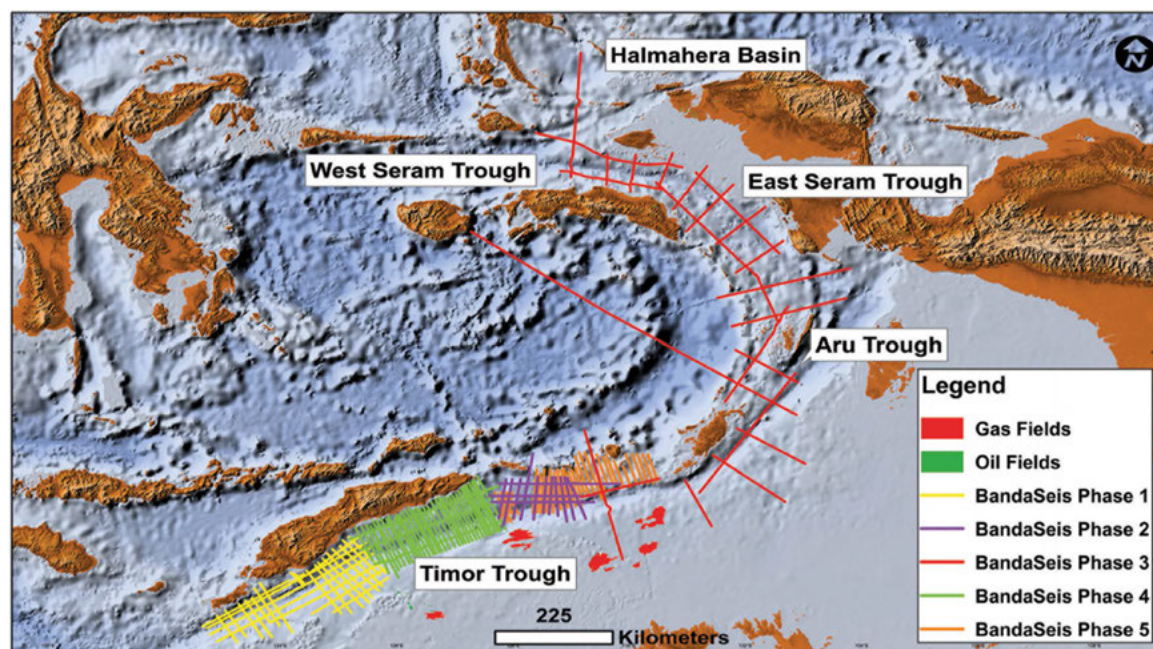 Halmahera Basin
N
West Seram Trough
East Seram Trough
Aru Trough
Timor Trough
225
Kilometers
Legend
Gas Fields
Oil Fields
BandaSeis Phase 1
BandaSeis Phase 2
BandaSeis Phase 3
BandaSeis Phase 4
BandaSeis Phase 5